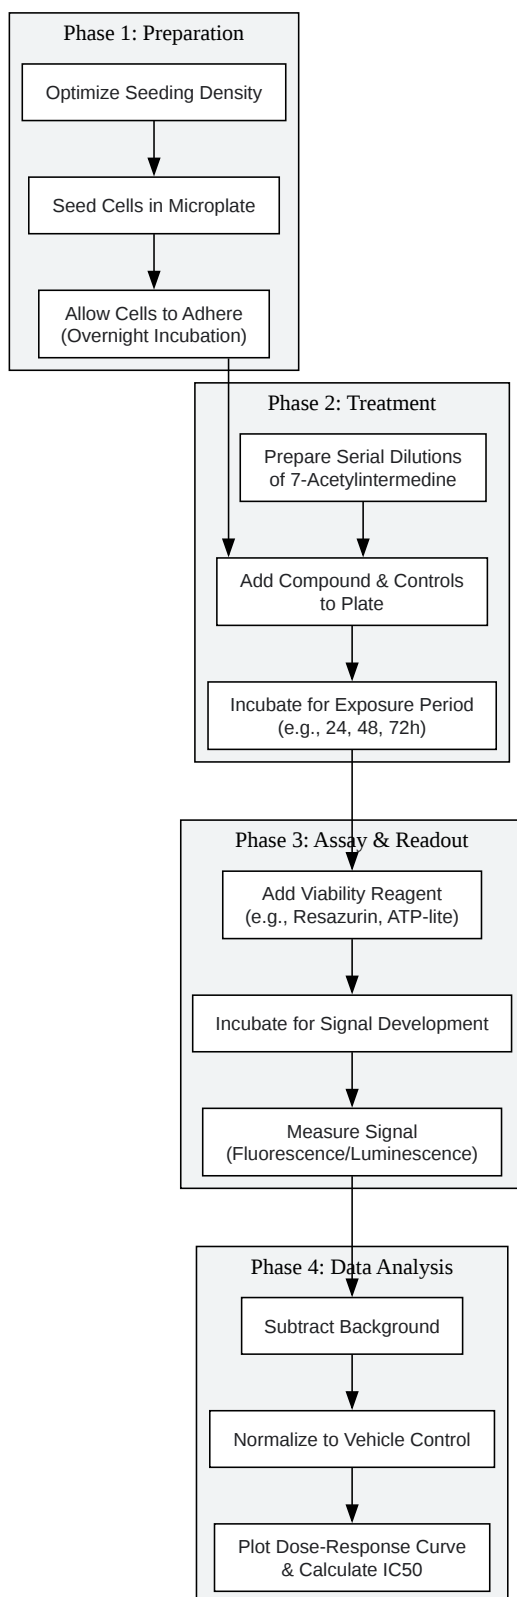 Phase 1: Preparation
Optimize Seeding Density
Seed Cells in Microplate
Allow Cells to Adhere
(Overnight Incubation)
Phase 2: Treatment
Prepare Serial Dilutions
of 7-Acetylintermedine
Add Compound & Controls
to Plate
Incubate for Exposure Period
(e.g., 24, 48, 72h)
Phase 3: Assay & Readout
Add Viability Reagent
(e.g., Resazurin, ATP-lite)
Incubate for Signal Development
Measure Signal
(Fluorescence/Luminescence)
Phase 4: Data Analysis
Subtract Background
Normalize to Vehicle Control
Plot Dose-Response Curve
& Calculate IC50